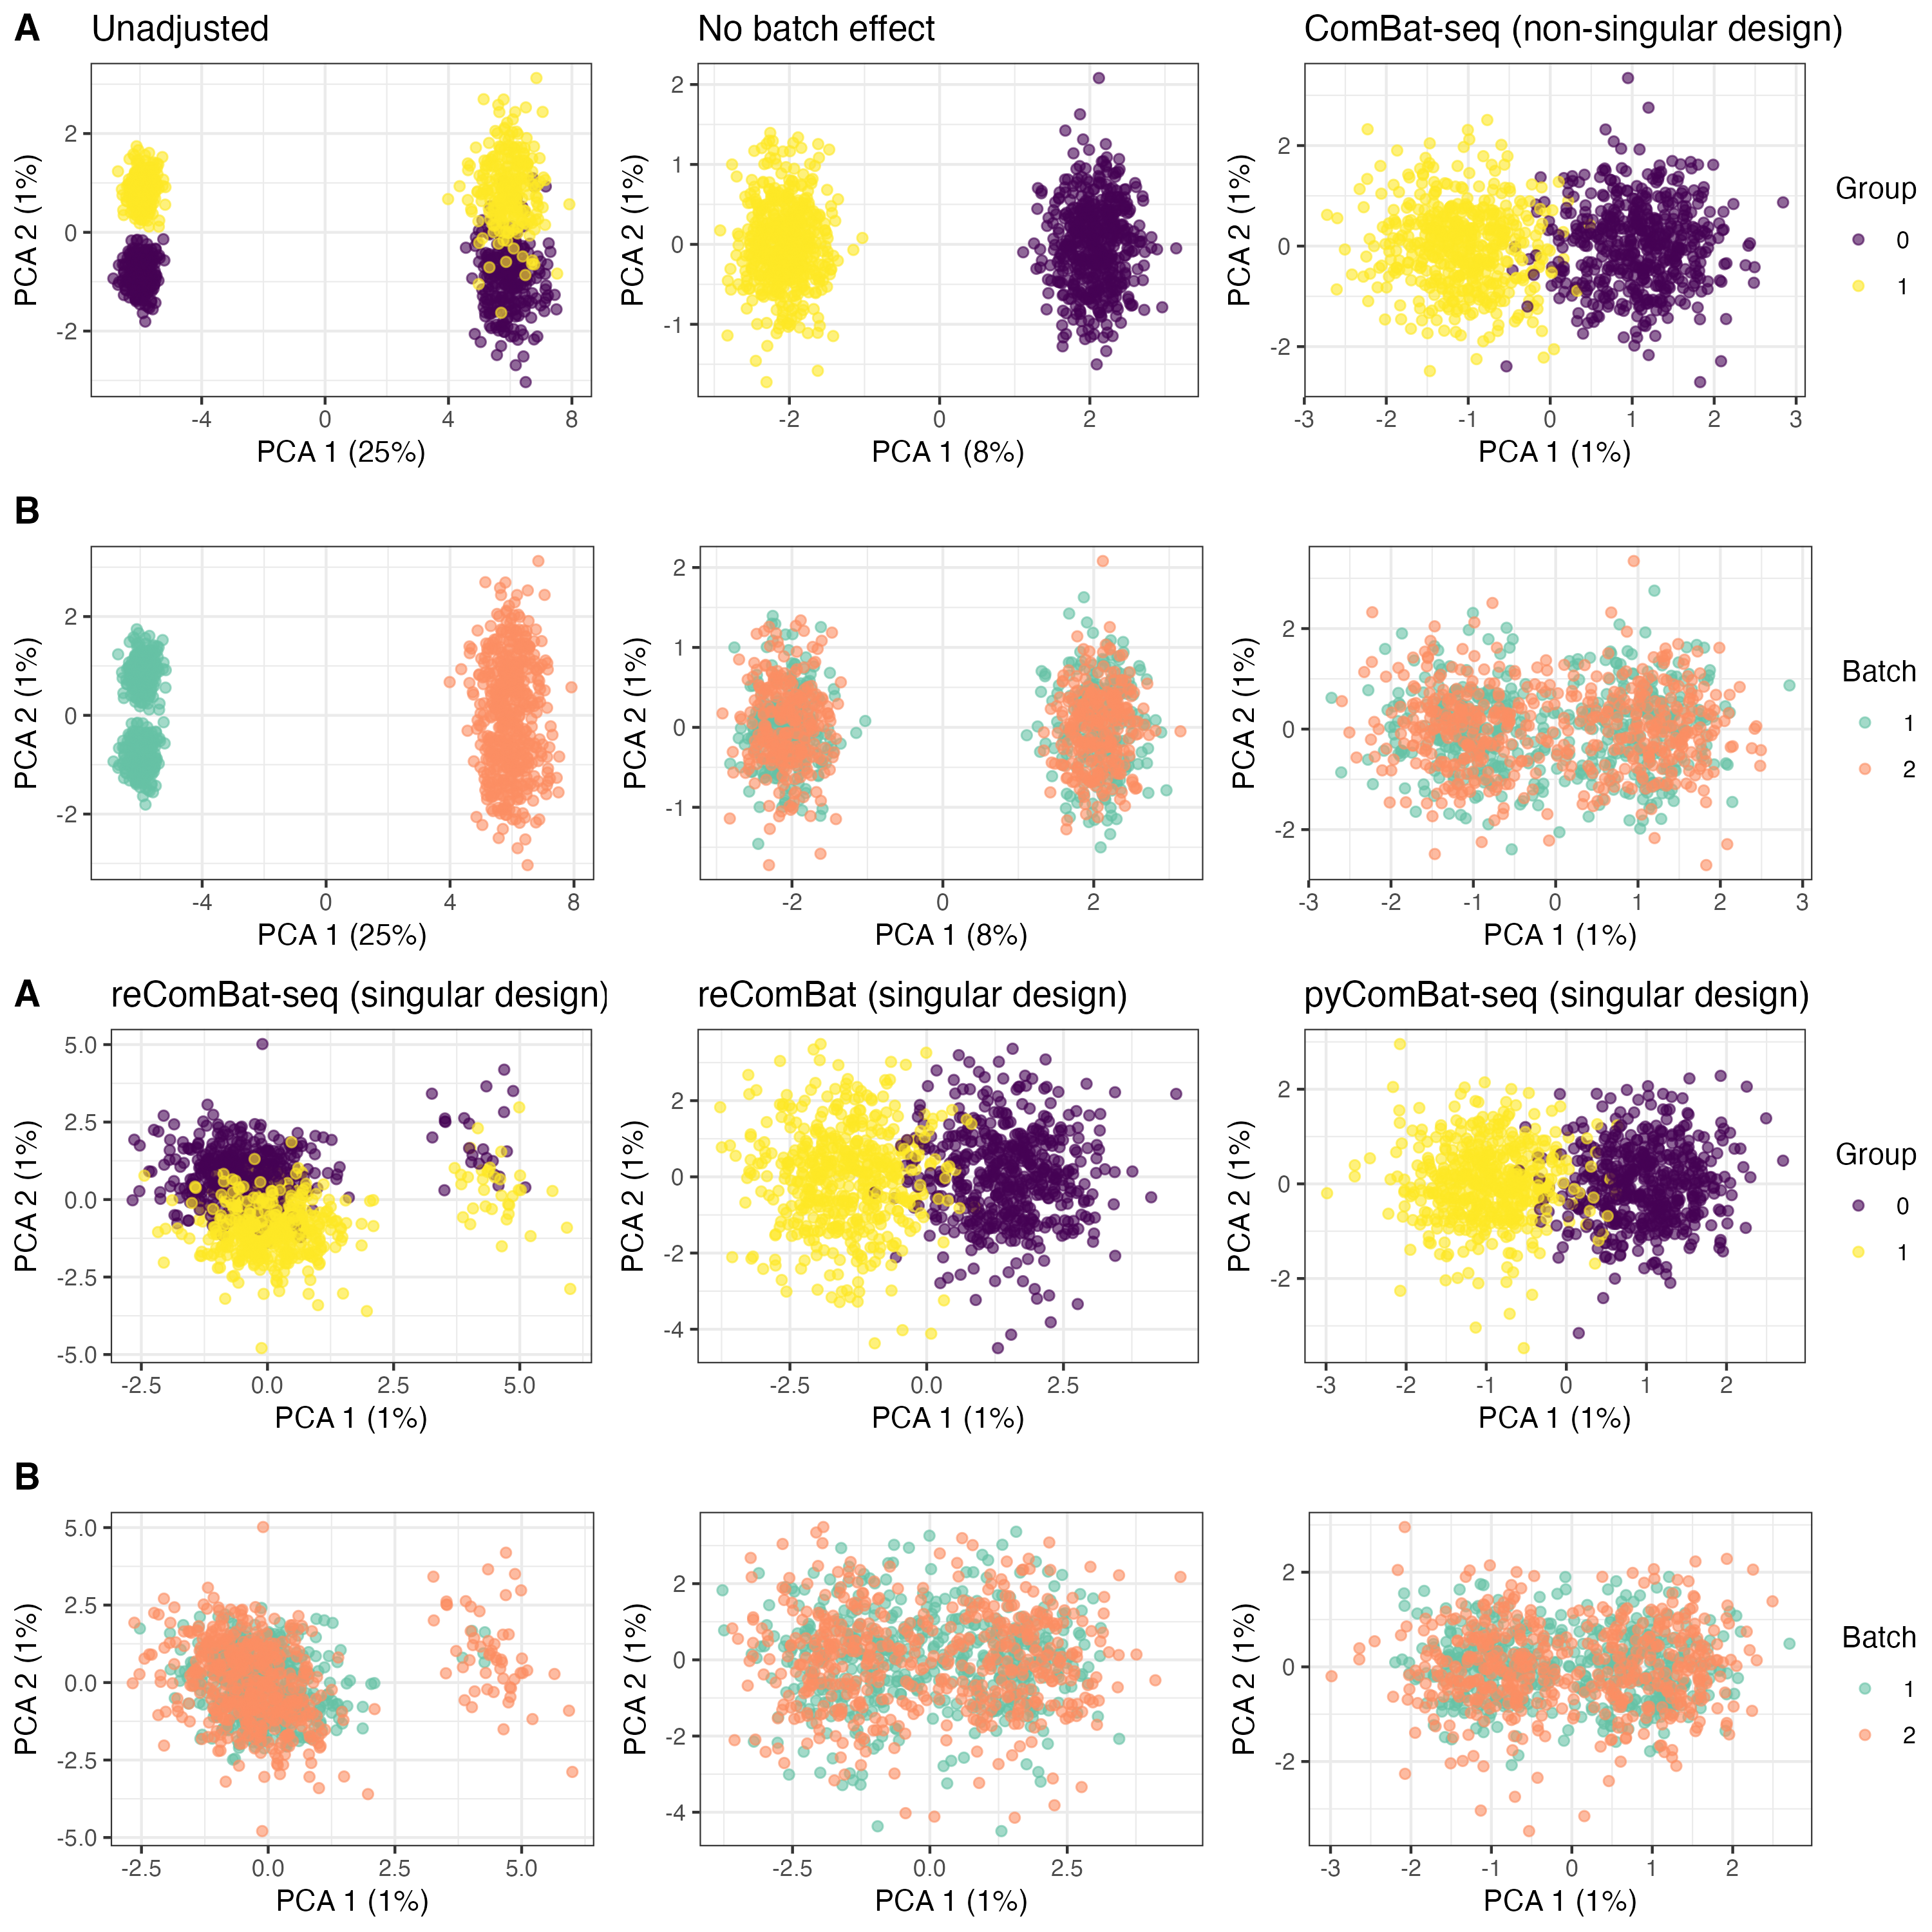 A
Unadjusted
No batch effect
ComBat-seq (non-singular design)
PCA 2 (1%)
2
0
-2
-4
0
4
8
PCA 1 (25%)
PCA 2 (1%)
2
1
0
-1
-2
0
2
PCA 1 (8%)
PCA 2 (1%)
2
0
-2
-3
-2
-1
0
1
2
3
PCA 1 (1%)
Group
0
1
B
PCA 2 (1%)
2
0
-2
-4
0
4
8
PCA 1 (25%)
PCA 2 (1%)
2
1
0
-1
-2
0
2
PCA 1 (8%)
PCA 2 (1%)
2
0
-2
-3
-2
-1
0
1
2
3
PCA 1 (1%)
Batch
1
2
A
reComBat-seq (singular design)
reComBat (singular design)
pyComBat-seq (singular design)
PCA 2 (1%)
5.0
2.5
0.0
-2.5
-5.0
-2.5
0.0
2.5
5.0
PCA 1 (1%)
PCA 2 (1%)
2
0
-2
-4
-2.5
0.0
2.5
PCA 1 (1%)
PCA 2 (1%)
2
0
-2
-3
-2
-1
0
1
2
PCA 1 (1%)
Group
0
1
B
PCA 2 (1%)
5.0
2.5
0.0
-2.5
-5.0
-2.5
0.0
2.5
5.0
PCA 1 (1%)
PCA 2 (1%)
2
0
-2
-4
-2.5
0.0
2.5
PCA 1 (1%)
PCA 2 (1%)
2
0
-2
-3
-2
-1
0
1
2
PCA 1 (1%)
Batch
1
2